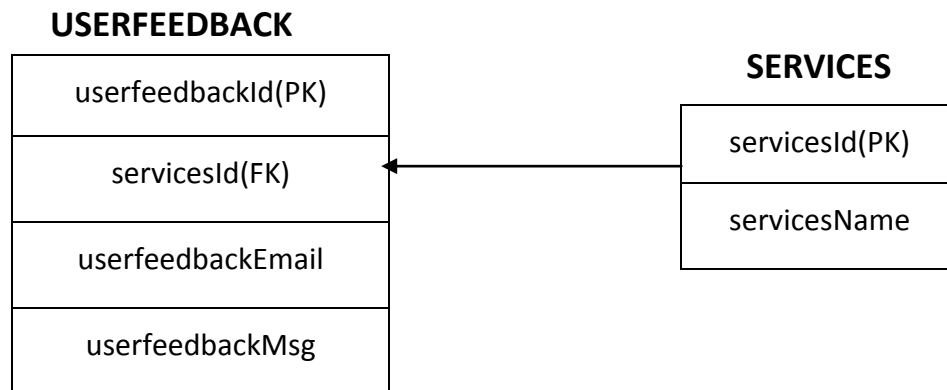 USERFEEDBACK
userfeedbackId(PK)
servicesId(FK)
userfeedbackEmail
userfeedbackMsg
SERVICES
servicesId(PK)
servicesName